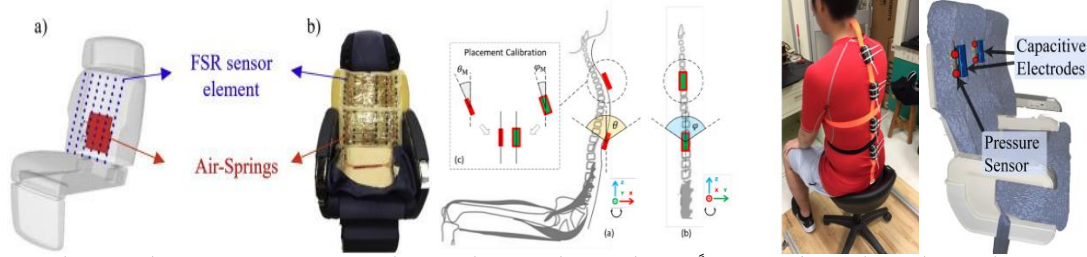 a)
b)
FSR sensor
element
Air-Springs
Placement Calibration
θM
φM
(c)
θ
φ
Z
Y
X
(a)
Z
X
Y
(b)
Capacitive
Electrodes
Pressure
Sensor